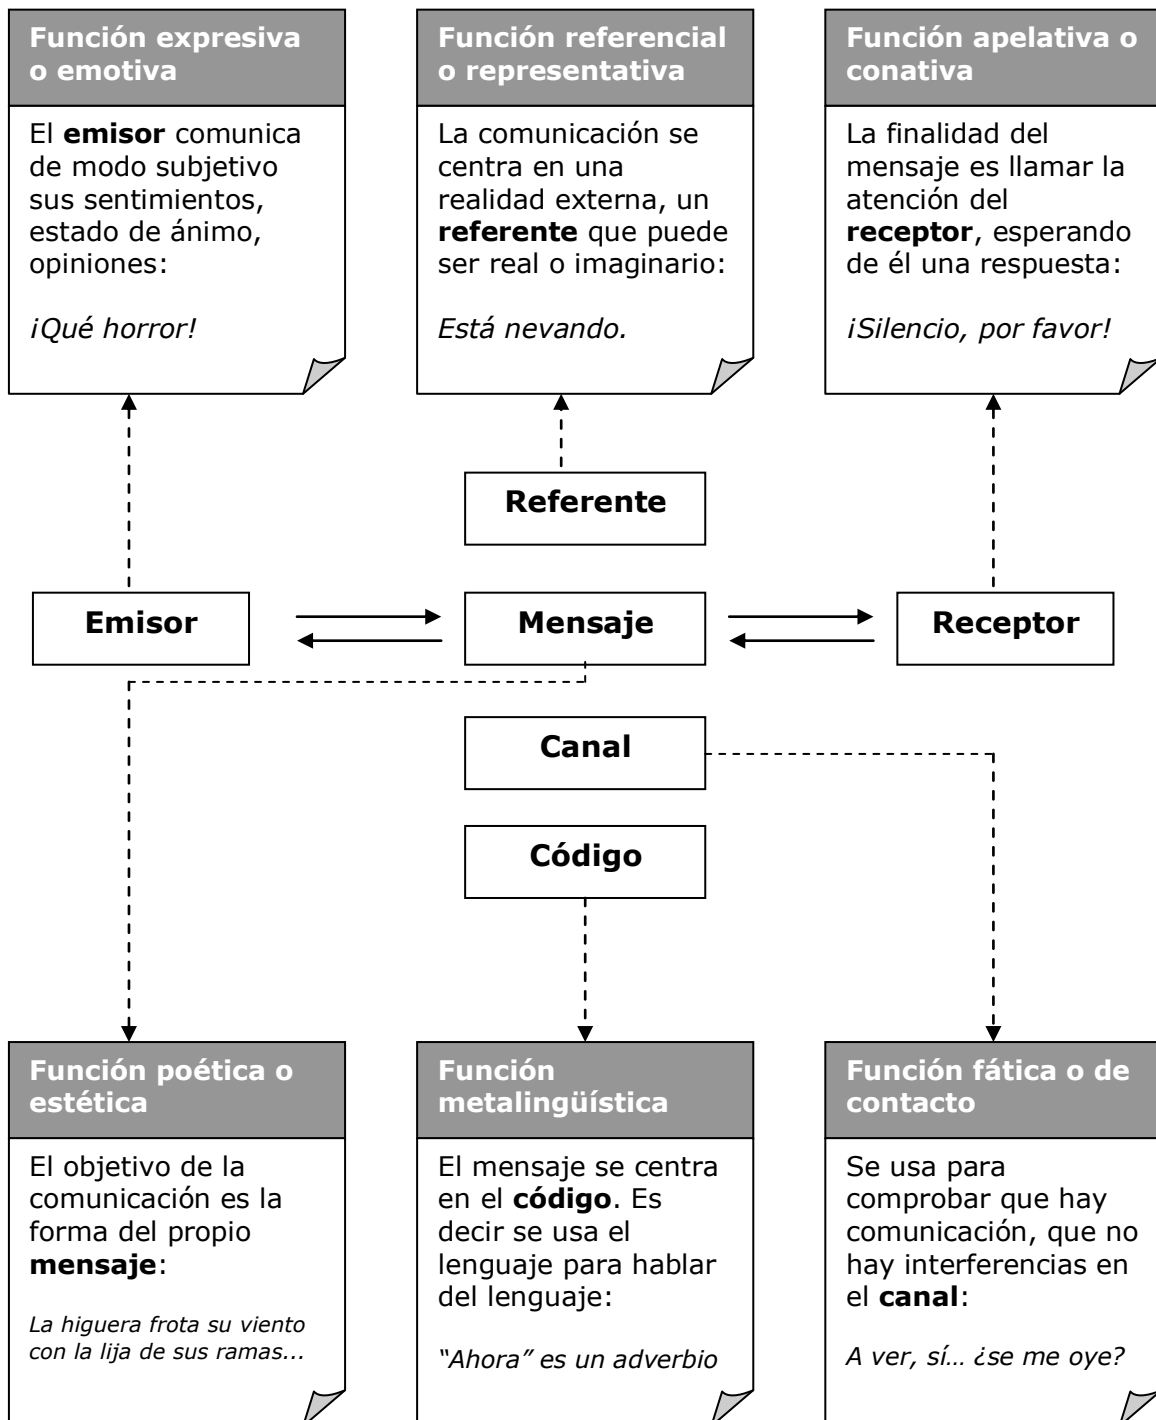 Función expresiva
o emotiva
El emisor comunica
de modo subjetivo
sus sentimientos,
estado de ánimo,
opiniones:
¡Qué horror!
Función referencial
o representativa
La comunicación se
centra en una
realidad externa, un
referente que puede
ser real o imaginario:
Está nevando.
Función apelativa o
conativa
La finalidad del
mensaje es llamar la
atención del
receptor, esperando
de él una respuesta:
¡Silencio, por favor!
Referente
Emisor
Mensaje
Receptor
Canal
Código
Función poética o
estética
El objetivo de la
comunicación es la
forma del propio
mensaje:
La higuera frota su viento
con la lija de sus ramas...
Función
metalingüística
El mensaje se centra
en el código. Es
decir se usa el
lenguaje para hablar
del lenguaje:
“Ahora” es un adverbio
Función fática o de
contacto
Se usa para
comprobar que hay
comunicación, que no
hay interferencias en
el canal:
A ver, sí... ¿se me oye?